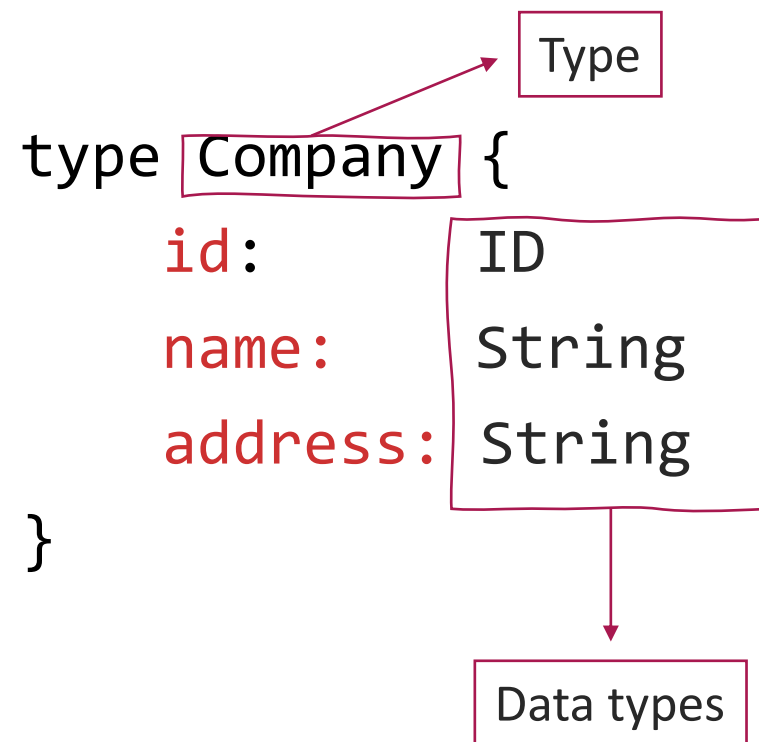 Type
type Company {
id: ID
name: String
address: String
}
Data types